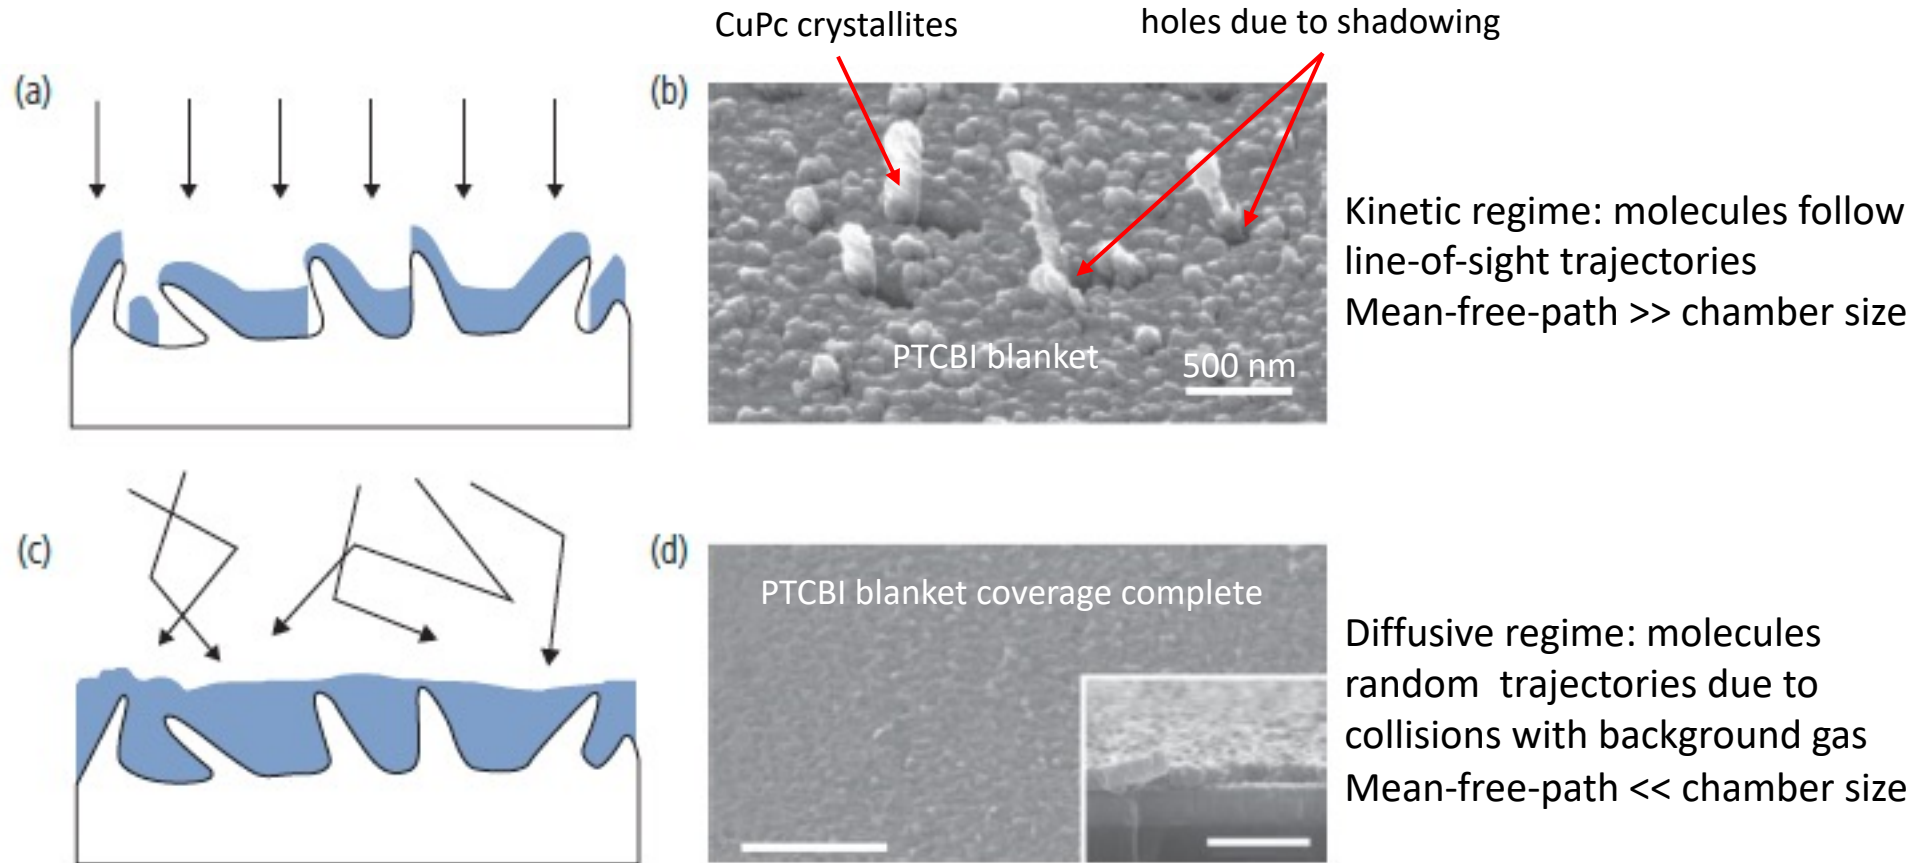 CuPc crystallites
holes due to shadowing
(a)
(b)
PTCBI blanket
500 nm
Kinetic regime: molecules follow
line-of-sight trajectories
Mean-free-path >> chamber size
(c)
(d)
PTCBI blanket coverage complete
Diffusive regime: molecules
random  trajectories due to
collisions with background gas
Mean-free-path << chamber size